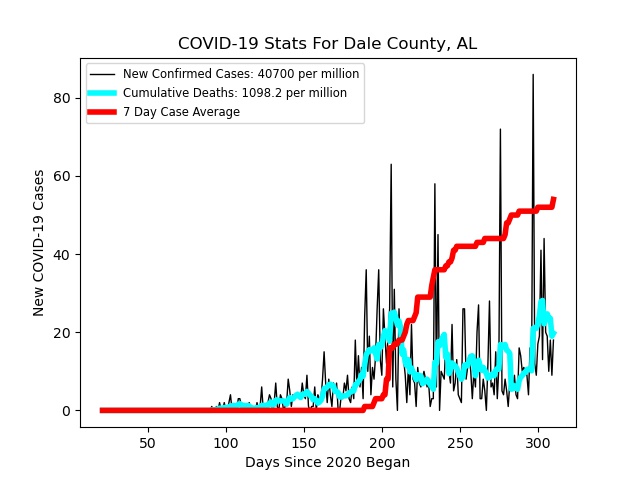 COVID-19 Stats For Dale County, AL
New Confirmed Cases: 40700 per million
Cumulative Deaths: 1098.2 per million
7 Day Case Average
New COVID-19 Cases
80
60
40
20
0
50 100 150 200 250 300
Days Since 2020 Began